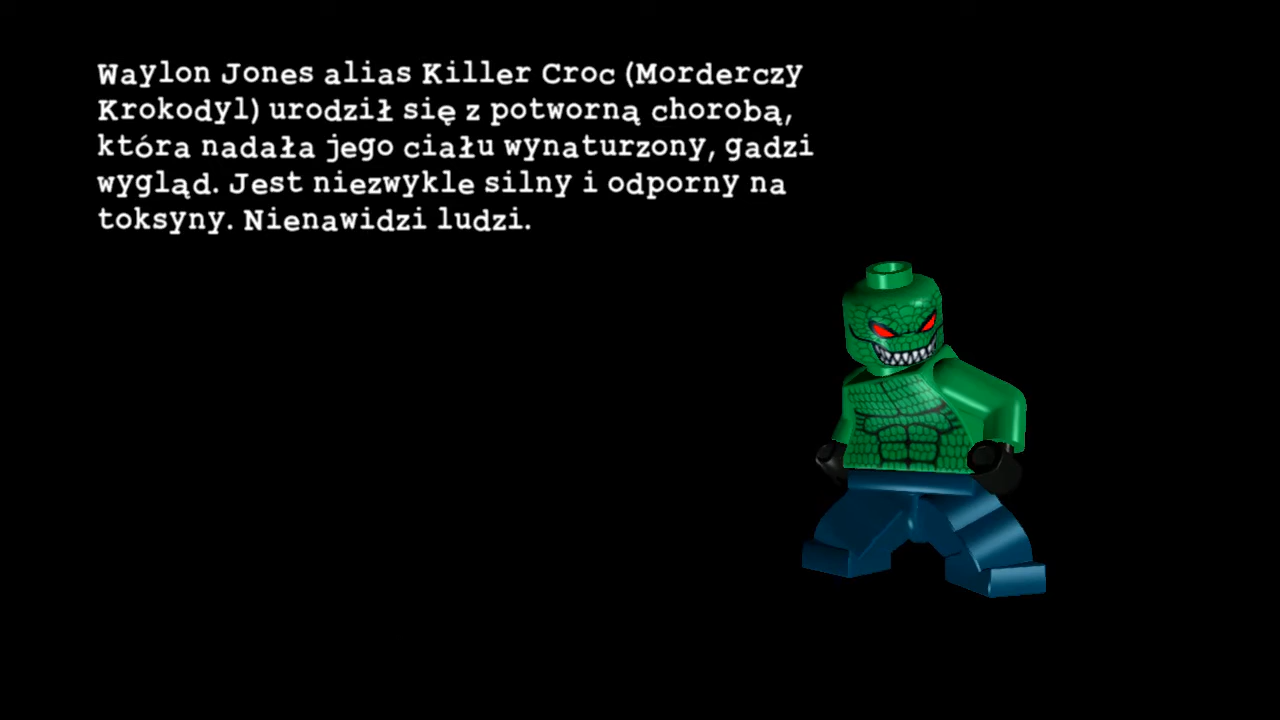 Waylon Jones alias Killer Croc (Morderczy
Krokodyl) urodził się z potworną chorobą,
która nadała jego ciału wynaturzony, gadzi
wygląd. Jest niezwykle silny i odporny na
toksyny. Nienawidzi ludzi.